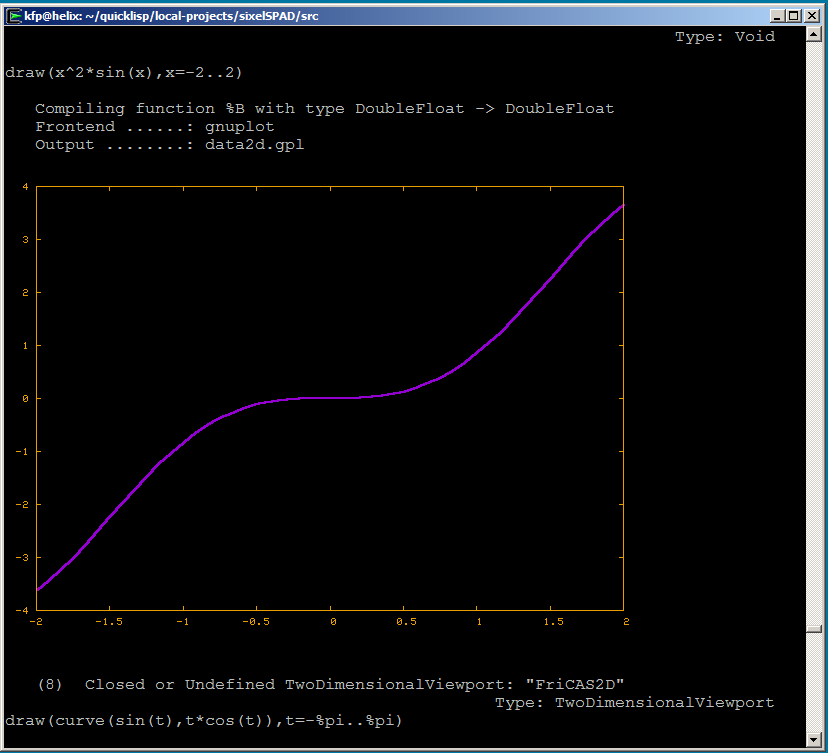 kfp@helix: ~/quicklisp/local-projects/sixelSPAD/src
Type: Void
draw(x^2*sin(x),x=-2..2)
Compiling function %B with type DoubleFloat -> DoubleFloat
Frontend ......: gnuplot
Output ........: data2d.gpl
4
3
2
1
0
-1
-2
-3
-4
-2 -1.5 -1 -0.5 0 0.5 1 1.5 2
(8) Closed or Undefined TwoDimensionalViewport: "FriCAS2D"
Type: TwoDimensionalViewport
draw(curve(sin(t),t*cos(t)),t=-%pi..%pi)